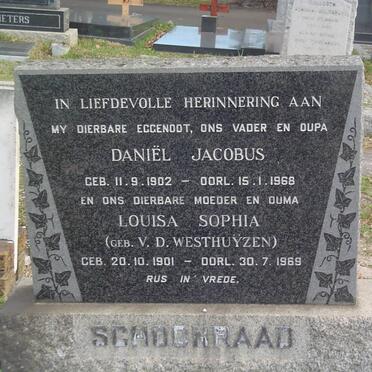 IETERS
IN LIEFDEVOLLE HERINNERING AAN
MY DIERBARE EGGENOOT, ONS VADER EN OUPA
DANIËL JACOBUS
GEB. 11.9.1902 – OORL. 15.1.1968
EN ONS DIERBARE MOEDER EN OUMA
LOUISA SOPHIA
(GEB. V.D. WESTHUYZEN)
GEB. 20.10.1901 – OORL. 30.7.1969
RUS IN VREDE.
SCHOONRAAD